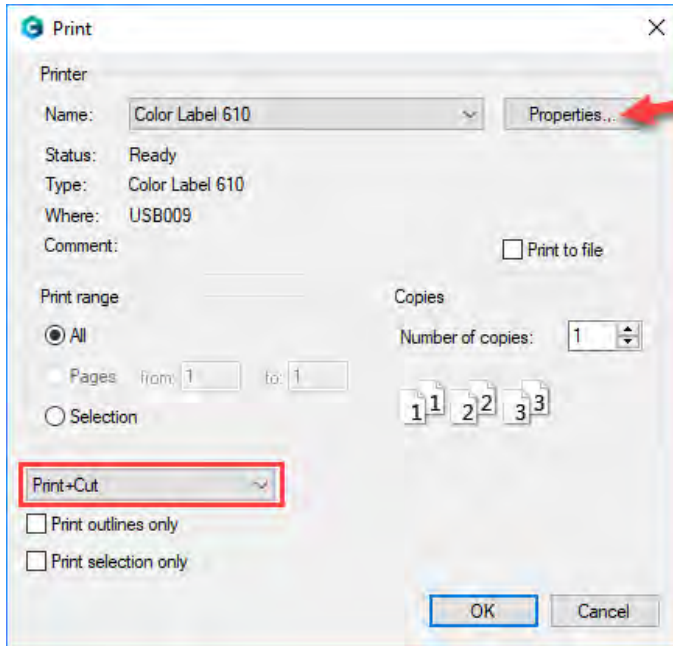 Print
Printer
Name: Color Label 610 Properties...
Status: Ready
Type: Color Label 610
Where: USB009
Comment:
Print to file
Print range
Copies
All
Number of copies: 1
Pages from: 1 to: 1
Selection
1 1 2 2 3 3
Print+Cut
Print outlines only
Print selection only
OK Cancel